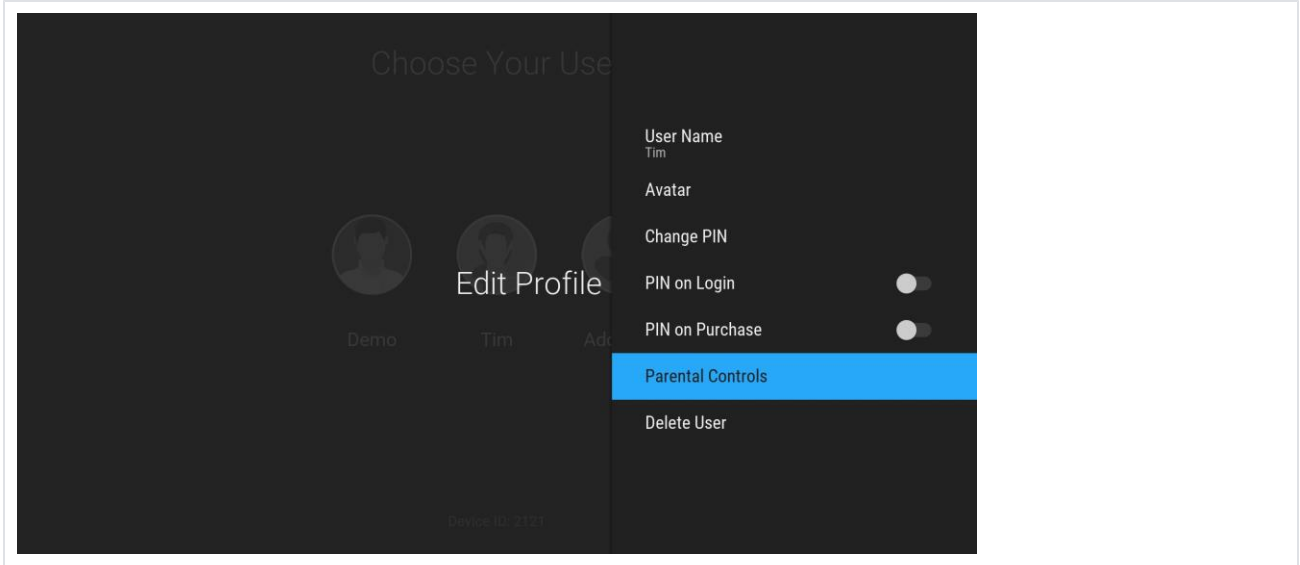 Choose Your Use
User Name
Tim
Avatar
Change PIN
Edit Profile
PIN on Login
PIN on Purchase
Demo
Tim
Add
Parental Controls
Delete User
Device ID: 2121